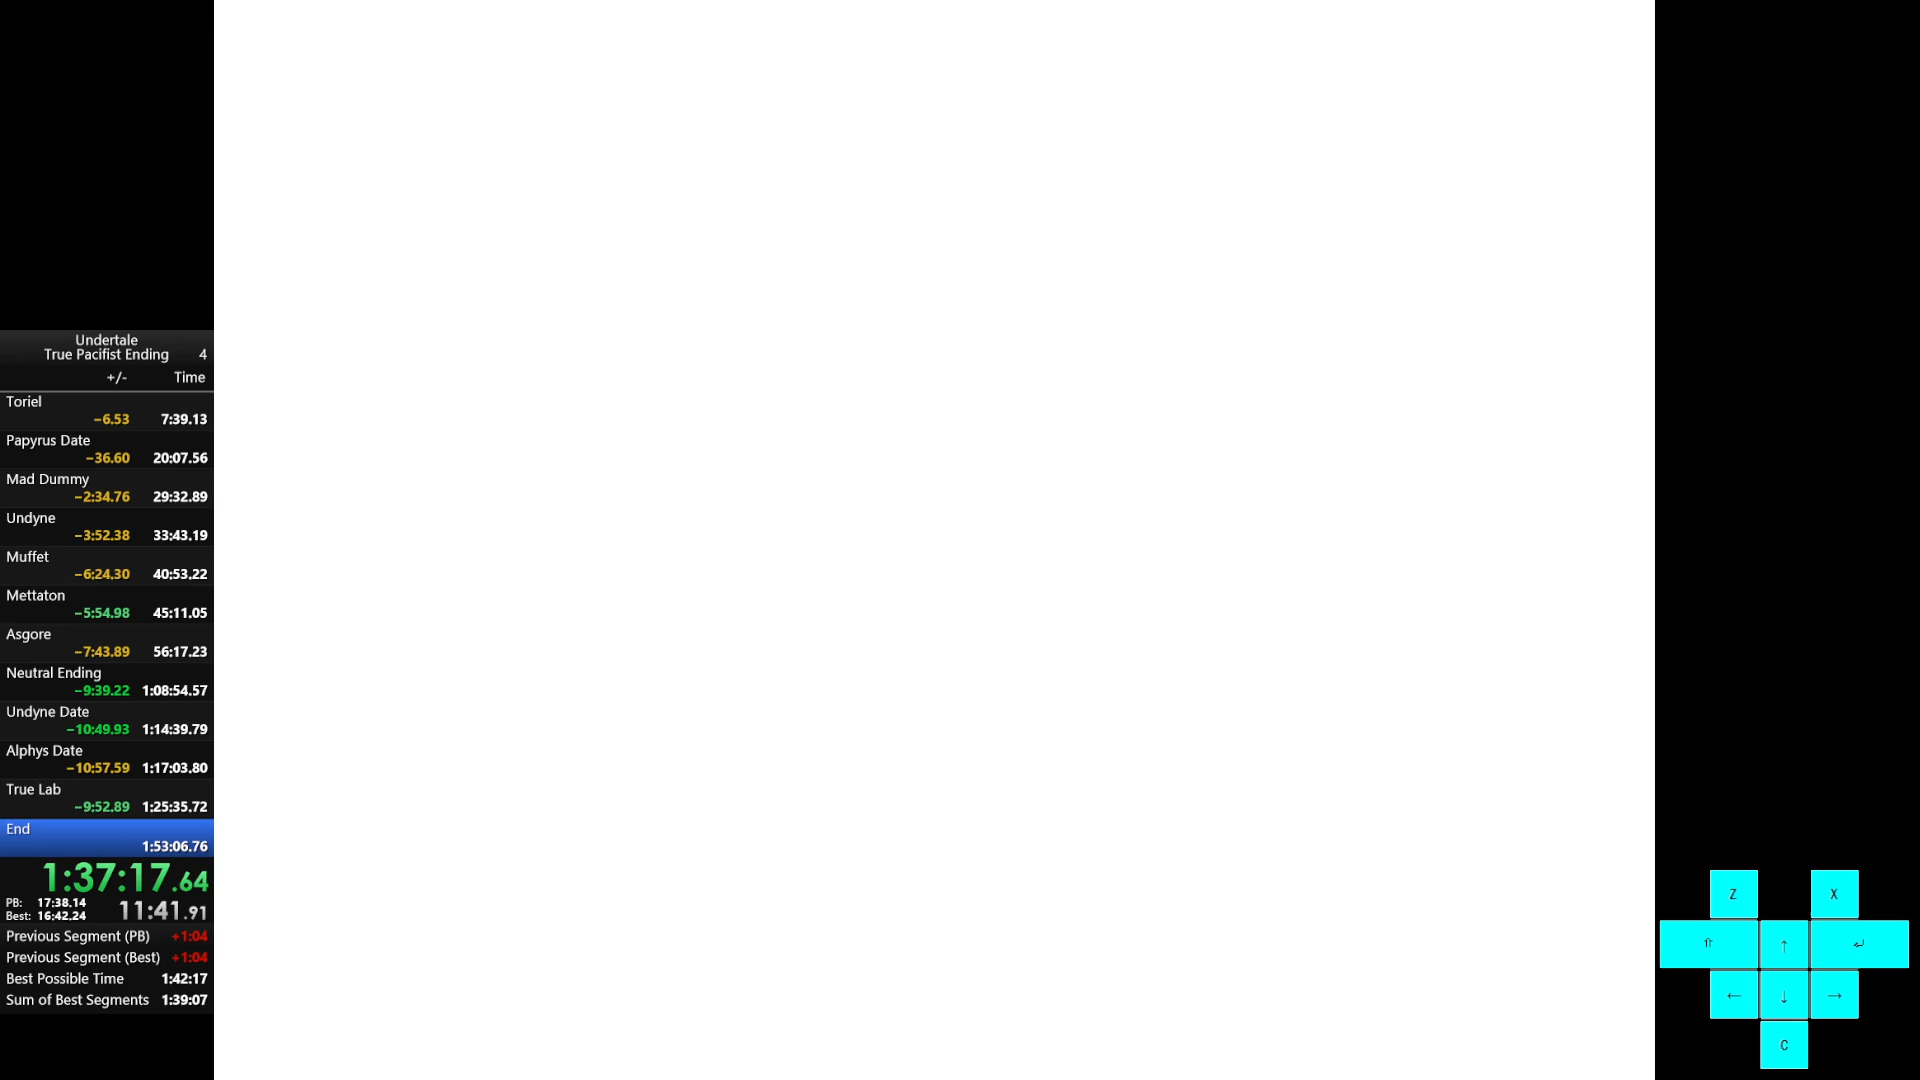 Undertale
True Pacifist Ending 4
+/- Time
Toriel
−6.53 7:39.13
Papyrus Date
−36.60 20:07.56
Mad Dummy
−2:34.76 29:32.89
Undyne
−3:52.38 33:43.19
Muffet
−6:24.30 40:53.22
Mettaton
−5:54.98 45:11.05
Asgore
−7:43.89 56:17.23
Neutral Ending
−9:39.22 1:08:54.57
Undyne Date
−10:49.93 1:14:39.79
Alphys Date
−10:57.59 1:17:03.80
True Lab
−9:52.89 1:25:35.72
End
1:53:06.76
1:37:17.64
PB: 17:38.14
Best: 16:42.24
11:41.91
Previous Segment (PB) +1:04
Previous Segment (Best) +1:04
Best Possible Time 1:42:17
Sum of Best Segments 1:39:07
Z X
⇧ ↑ ↵
← ↓ →
C